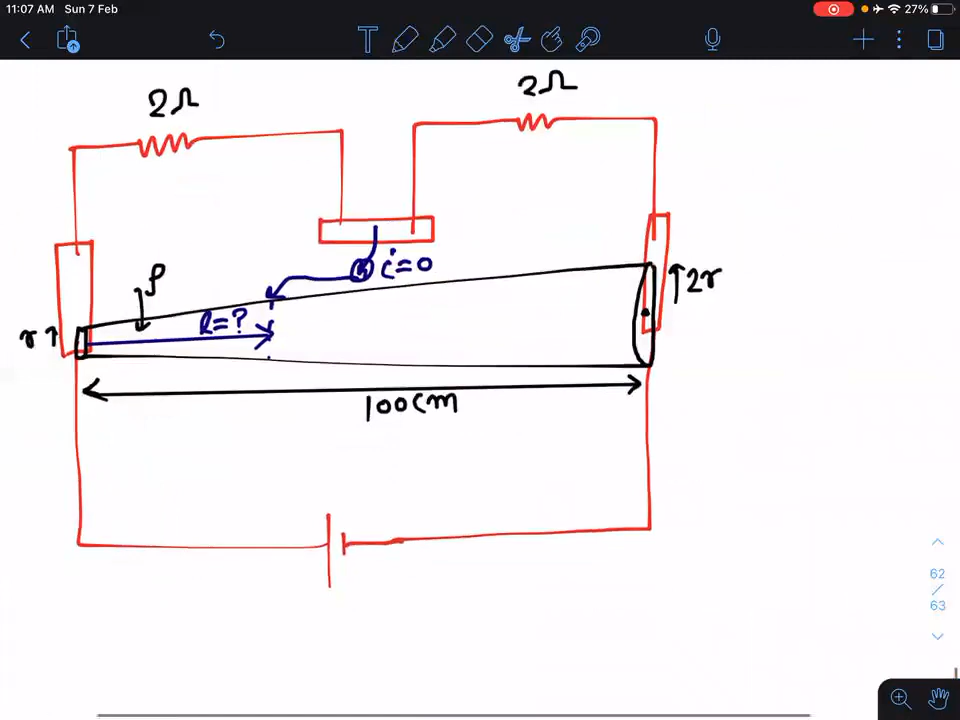 11:07 AM Sun 7 Feb
27%
T
2Ω
2Ω
i=0
ρ
2r
l=?
r
100cm
62
/
63